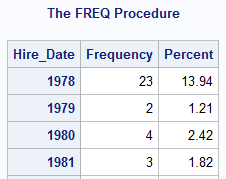 The FREQ Procedure
Hire_Date Frequency Percent
1978 23 13.94
1979 2 1.21
1980 4 2.42
1981 3 1.82